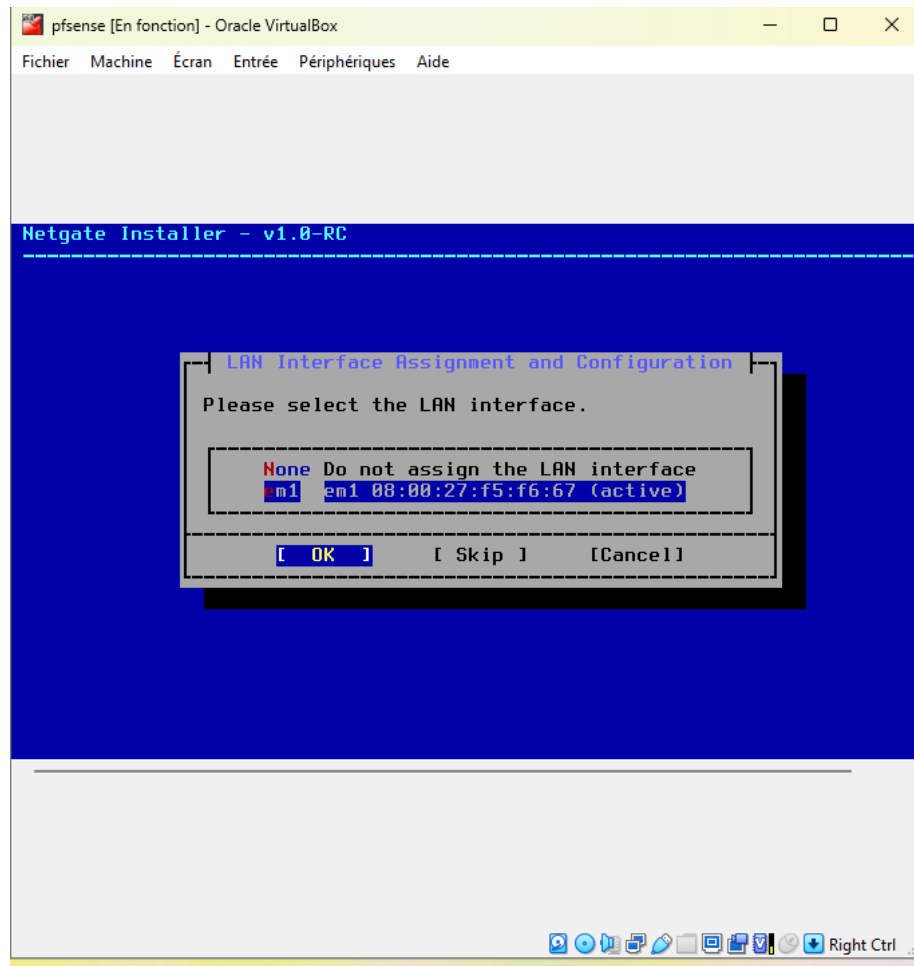 pfsense [En fonction] - Oracle VirtualBox
Fichier Machine Écran Entrée Périphériques Aide
Netgate Installer - v1.0-RC
LAN Interface Assignment and Configuration
Please select the LAN interface.
None Do not assign the LAN interface
em1 em1 08:00:27:f5:f6:67 (active)
[ OK ] [ Skip ] [Cancel]
Right Ctrl